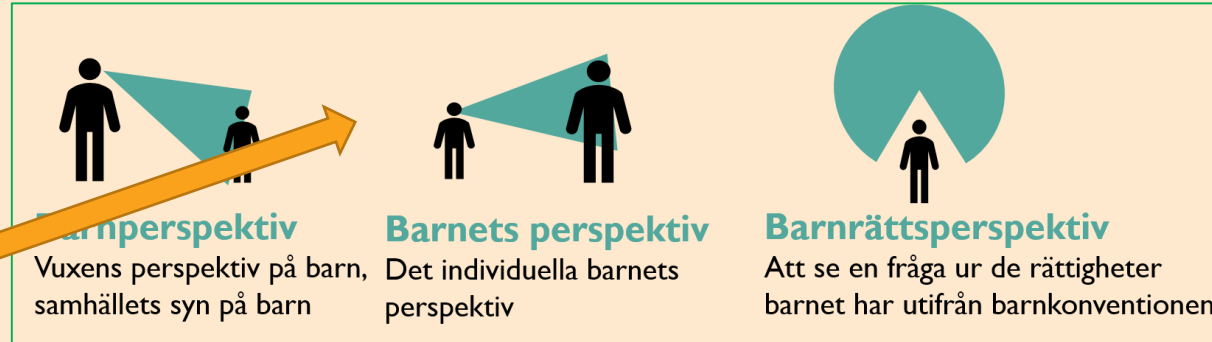 Barnperspektiv
Vuxens perspektiv på barn,
samhällets syn på barn
Barnets perspektiv
Det individuella barnets
perspektiv
Barnrättsperspektiv
Att se en fråga ur de rättigheter
barnet har utifrån barnkonventionen